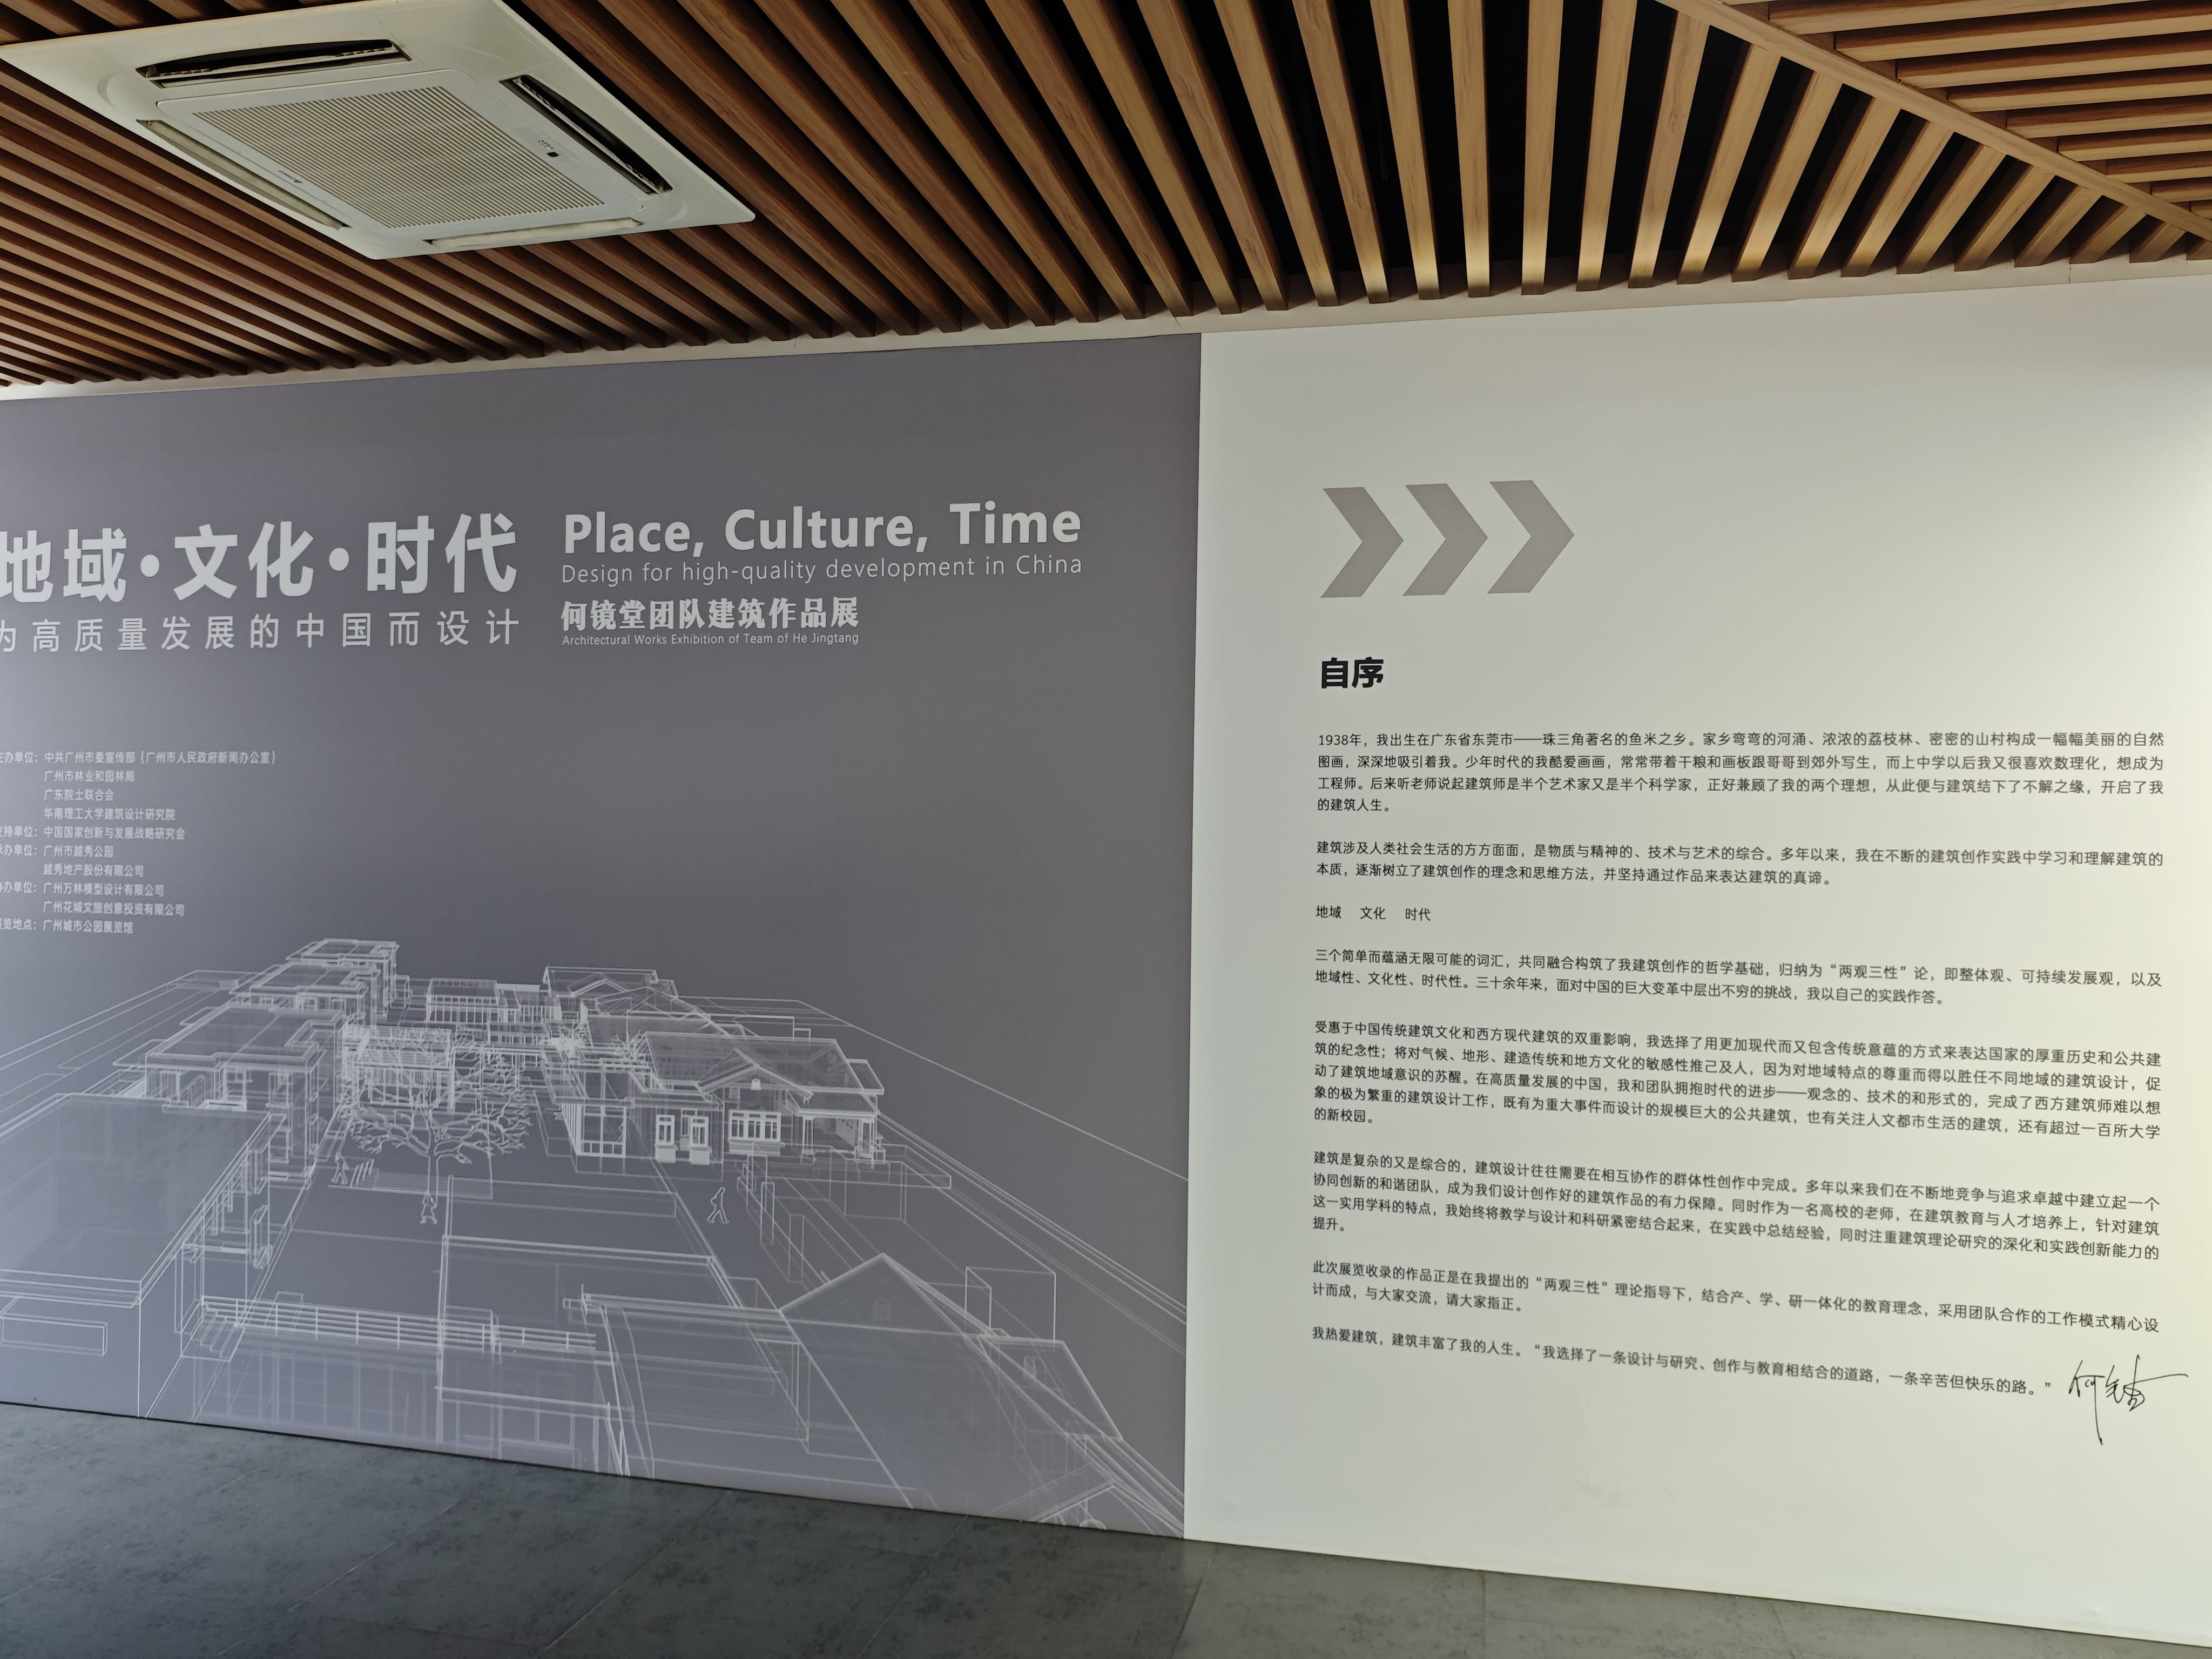 地域·文化·时代
为高质量发展的中国而设计
Place, Culture, Time
Design for high-quality development in China
何镜堂团队建筑作品展
Architectural Works Exhibition of Team of He Jingtang
主办单位：中共广州市委宣传部（广州市人民政府新闻办公室）
广州市林业和园林局
广东院士联合会
华南理工大学建筑设计研究院
支持单位：中国国家创新与发展战略研究会
承办单位：广州市越秀公园
越秀地产股份有限公司
协办单位：广州万林模型设计有限公司
广州花城文旅创意投资有限公司
展览地点：广州城市公园展览馆
自序
1938年，我出生在广东省东莞市——珠三角著名的鱼米之乡。家乡弯弯的河涌、浓浓的荔枝林、密密的山村构成一幅幅美丽的自然
图画，深深地吸引着我。少年时代的我酷爱画画，常常带着干粮和画板跟哥哥到郊外写生，而上中学以后我又很喜欢数理化，想成为
工程师。后来听老师说起建筑师是半个艺术家又是半个科学家，正好兼顾了我的两个理想，从此便与建筑结下了不解之缘，开启了我
的建筑人生。
建筑涉及人类社会生活的方方面面，是物质与精神的、技术与艺术的综合。多年以来，我在不断的建筑创作实践中学习和理解建筑的
本质，逐渐树立了建筑创作的理念和思维方法，并坚持通过作品来表达建筑的真谛。
地域 文化 时代
三个简单而蕴涵无限可能的词汇，共同融合构筑了我建筑创作的哲学基础，归纳为“两观三性”论，即整体观、可持续发展观，以及
地域性、文化性、时代性。三十余年来，面对中国的巨大变革中层出不穷的挑战，我以自己的实践作答。
受惠于中国传统建筑文化和西方现代建筑的双重影响，我选择了用更加现代而又包含传统意蕴的方式来表达国家的厚重历史和公共建
筑的纪念性；将对气候、地形、建造传统和地方文化的敏感性推己及人，因为对地域特点的尊重而得以胜任不同地域的建筑设计，促
动了建筑地域意识的苏醒。在高质量发展的中国，我和团队拥抱时代的进步——观念的、技术的和形式的，完成了西方建筑师难以想
象的极为繁重的建筑设计工作，既有为重大事件而设计的规模巨大的公共建筑，也有关注人文都市生活的建筑，还有超过一百所大学
的新校园。
建筑是复杂的又是综合的，建筑设计往往需要在相互协作的群体性创作中完成。多年以来我们在不断地竞争与追求卓越中建立起一个
协同创新的和谐团队，成为我们设计创作好的建筑作品的有力保障。同时作为一名高校的老师，在建筑教育与人才培养上，针对建筑
这一实用学科的特点，我始终将教学与设计和科研紧密结合起来，在实践中总结经验，同时注重建筑理论研究的深化和实践创新能力的
提升。
此次展览收录的作品正是在我提出的“两观三性”理论指导下，结合产、学、研一体化的教育理念，采用团队合作的工作模式精心设
计而成，与大家交流，请大家指正。
我热爱建筑，建筑丰富了我的人生。“我选择了一条设计与研究、创作与教育相结合的道路，一条辛苦但快乐的路。”
何镜堂